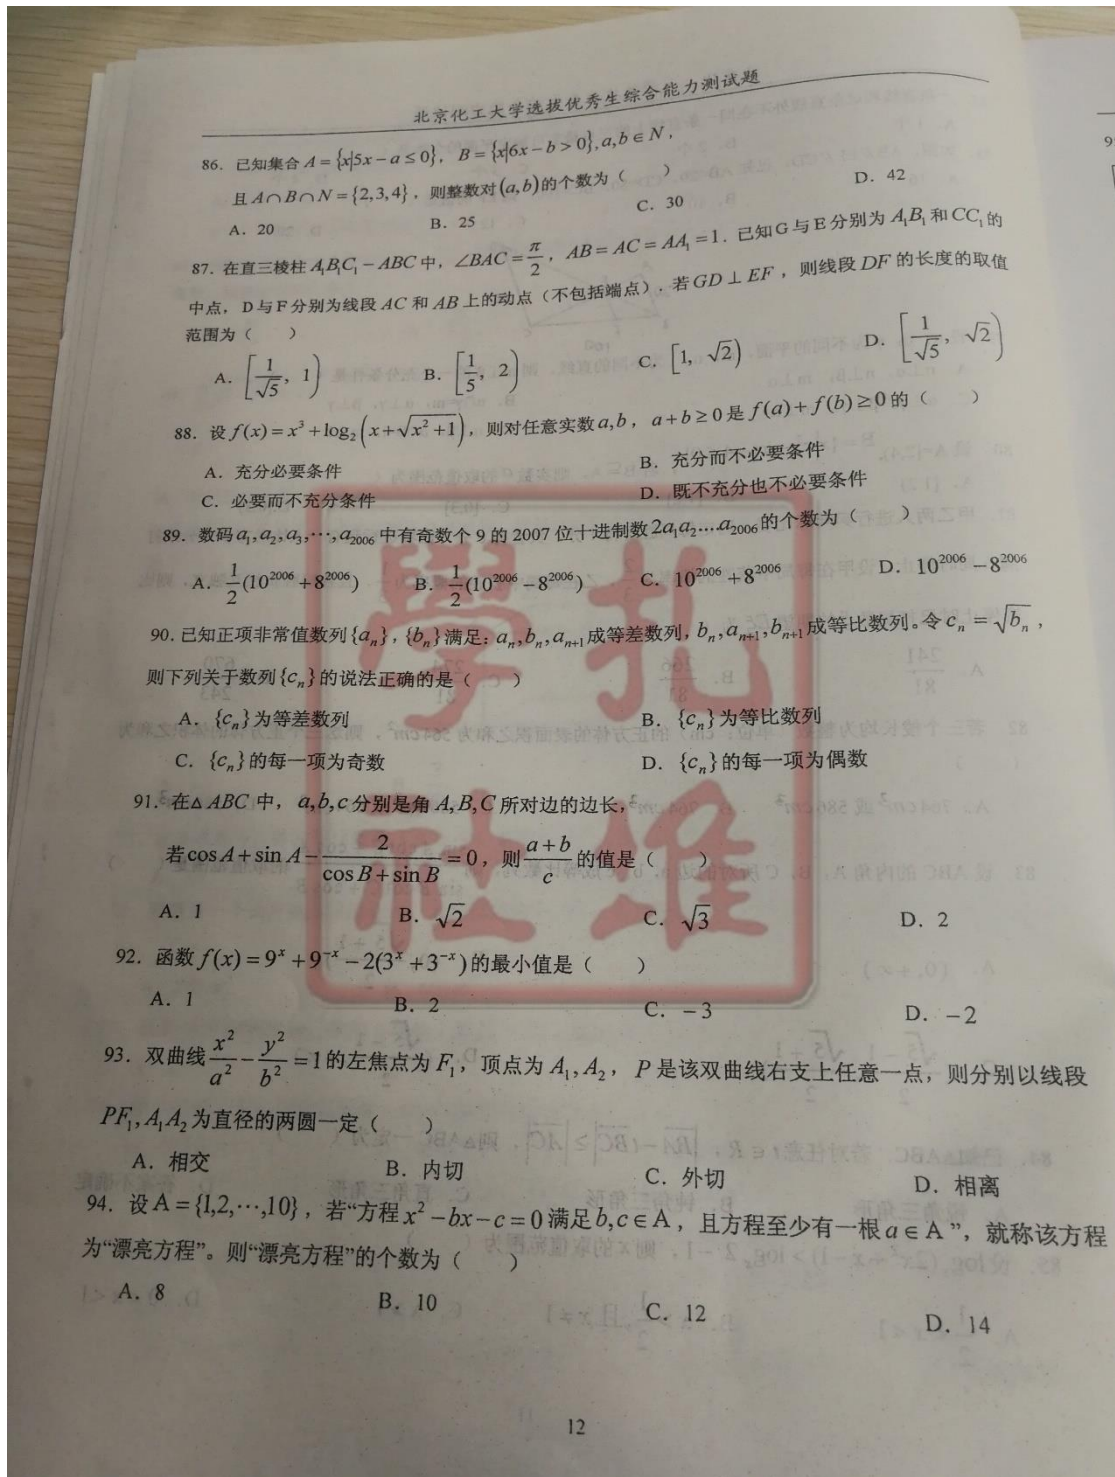 北京化工大学选拔优秀生综合能力测试题
86. 已知集合 A={x|5x-a≤0}, B={x|6x-b>0},a,b∈N,
且 A∩B∩N={2,3,4}, 则整数对(a,b)的个数为( )
A. 20 B. 25 C. 30 D. 42
87. 在直三棱柱 A₁B₁C₁-ABC 中, ∠BAC=π/2, AB=AC=AA₁=1. 已知G与E分别为 A₁B₁ 和 CC₁ 的
中点, D与F分别为线段 AC 和 AB 上的动点(不包括端点). 若 GD⊥EF, 则线段 DF 的长度的取值
范围为( )
A. [1/√5, 1) B. [1/5, 2) C. [1, √2) D. [1/√5, √2)
88. 设 f(x)=x³+log₂(x+√(x²+1)), 则对任意实数 a,b, a+b≥0 是 f(a)+f(b)≥0 的( )
A. 充分必要条件 B. 充分而不必要条件
C. 必要而不充分条件 D. 既不充分也不必要条件
89. 数码 a₁,a₂,a₃,⋯,a₂₀₀₆ 中有奇数个 9 的 2007 位十进制数 2a₁a₂....a₂₀₀₆ 的个数为( )
A. 1/2(10²⁰⁰⁶+8²⁰⁰⁶) B. 1/2(10²⁰⁰⁶-8²⁰⁰⁶) C. 10²⁰⁰⁶+8²⁰⁰⁶ D. 10²⁰⁰⁶-8²⁰⁰⁶
90. 已知正项非常值数列{aₙ}, {bₙ}满足: aₙ,bₙ,aₙ₊₁成等差数列, bₙ,aₙ₊₁,bₙ₊₁成等比数列。令 cₙ=√bₙ,
则下列关于数列{cₙ}的说法正确的是( )
A. {cₙ}为等差数列 B. {cₙ}为等比数列
C. {cₙ}的每一项为奇数 D. {cₙ}的每一项为偶数
91. 在△ABC 中, a,b,c 分别是角 A,B,C 所对边的边长,
若 cosA+sinA-2/(cosB+sinB)=0, 则 (a+b)/c 的值是( )
A. 1 B. √2 C. √3 D. 2
92. 函数 f(x)=9ˣ+9⁻ˣ-2(3ˣ+3⁻ˣ)的最小值是( )
A. 1 B. 2 C. -3 D. -2
93. 双曲线 x²/a²-y²/b²=1的左焦点为 F₁, 顶点为 A₁,A₂, P 是该双曲线右支上任意一点, 则分别以线段
PF₁,A₁A₂为直径的两圆一定( )
A. 相交 B. 内切 C. 外切 D. 相离
94. 设 A={1,2,⋯,10}, 若“方程 x²-bx-c=0 满足 b,c∈A, 且方程至少有一根 a∈A”, 就称该方程
为“漂亮方程”。则“漂亮方程”的个数为( )
A. 8 B. 10 C. 12 D. 14
12
學扎
社堆